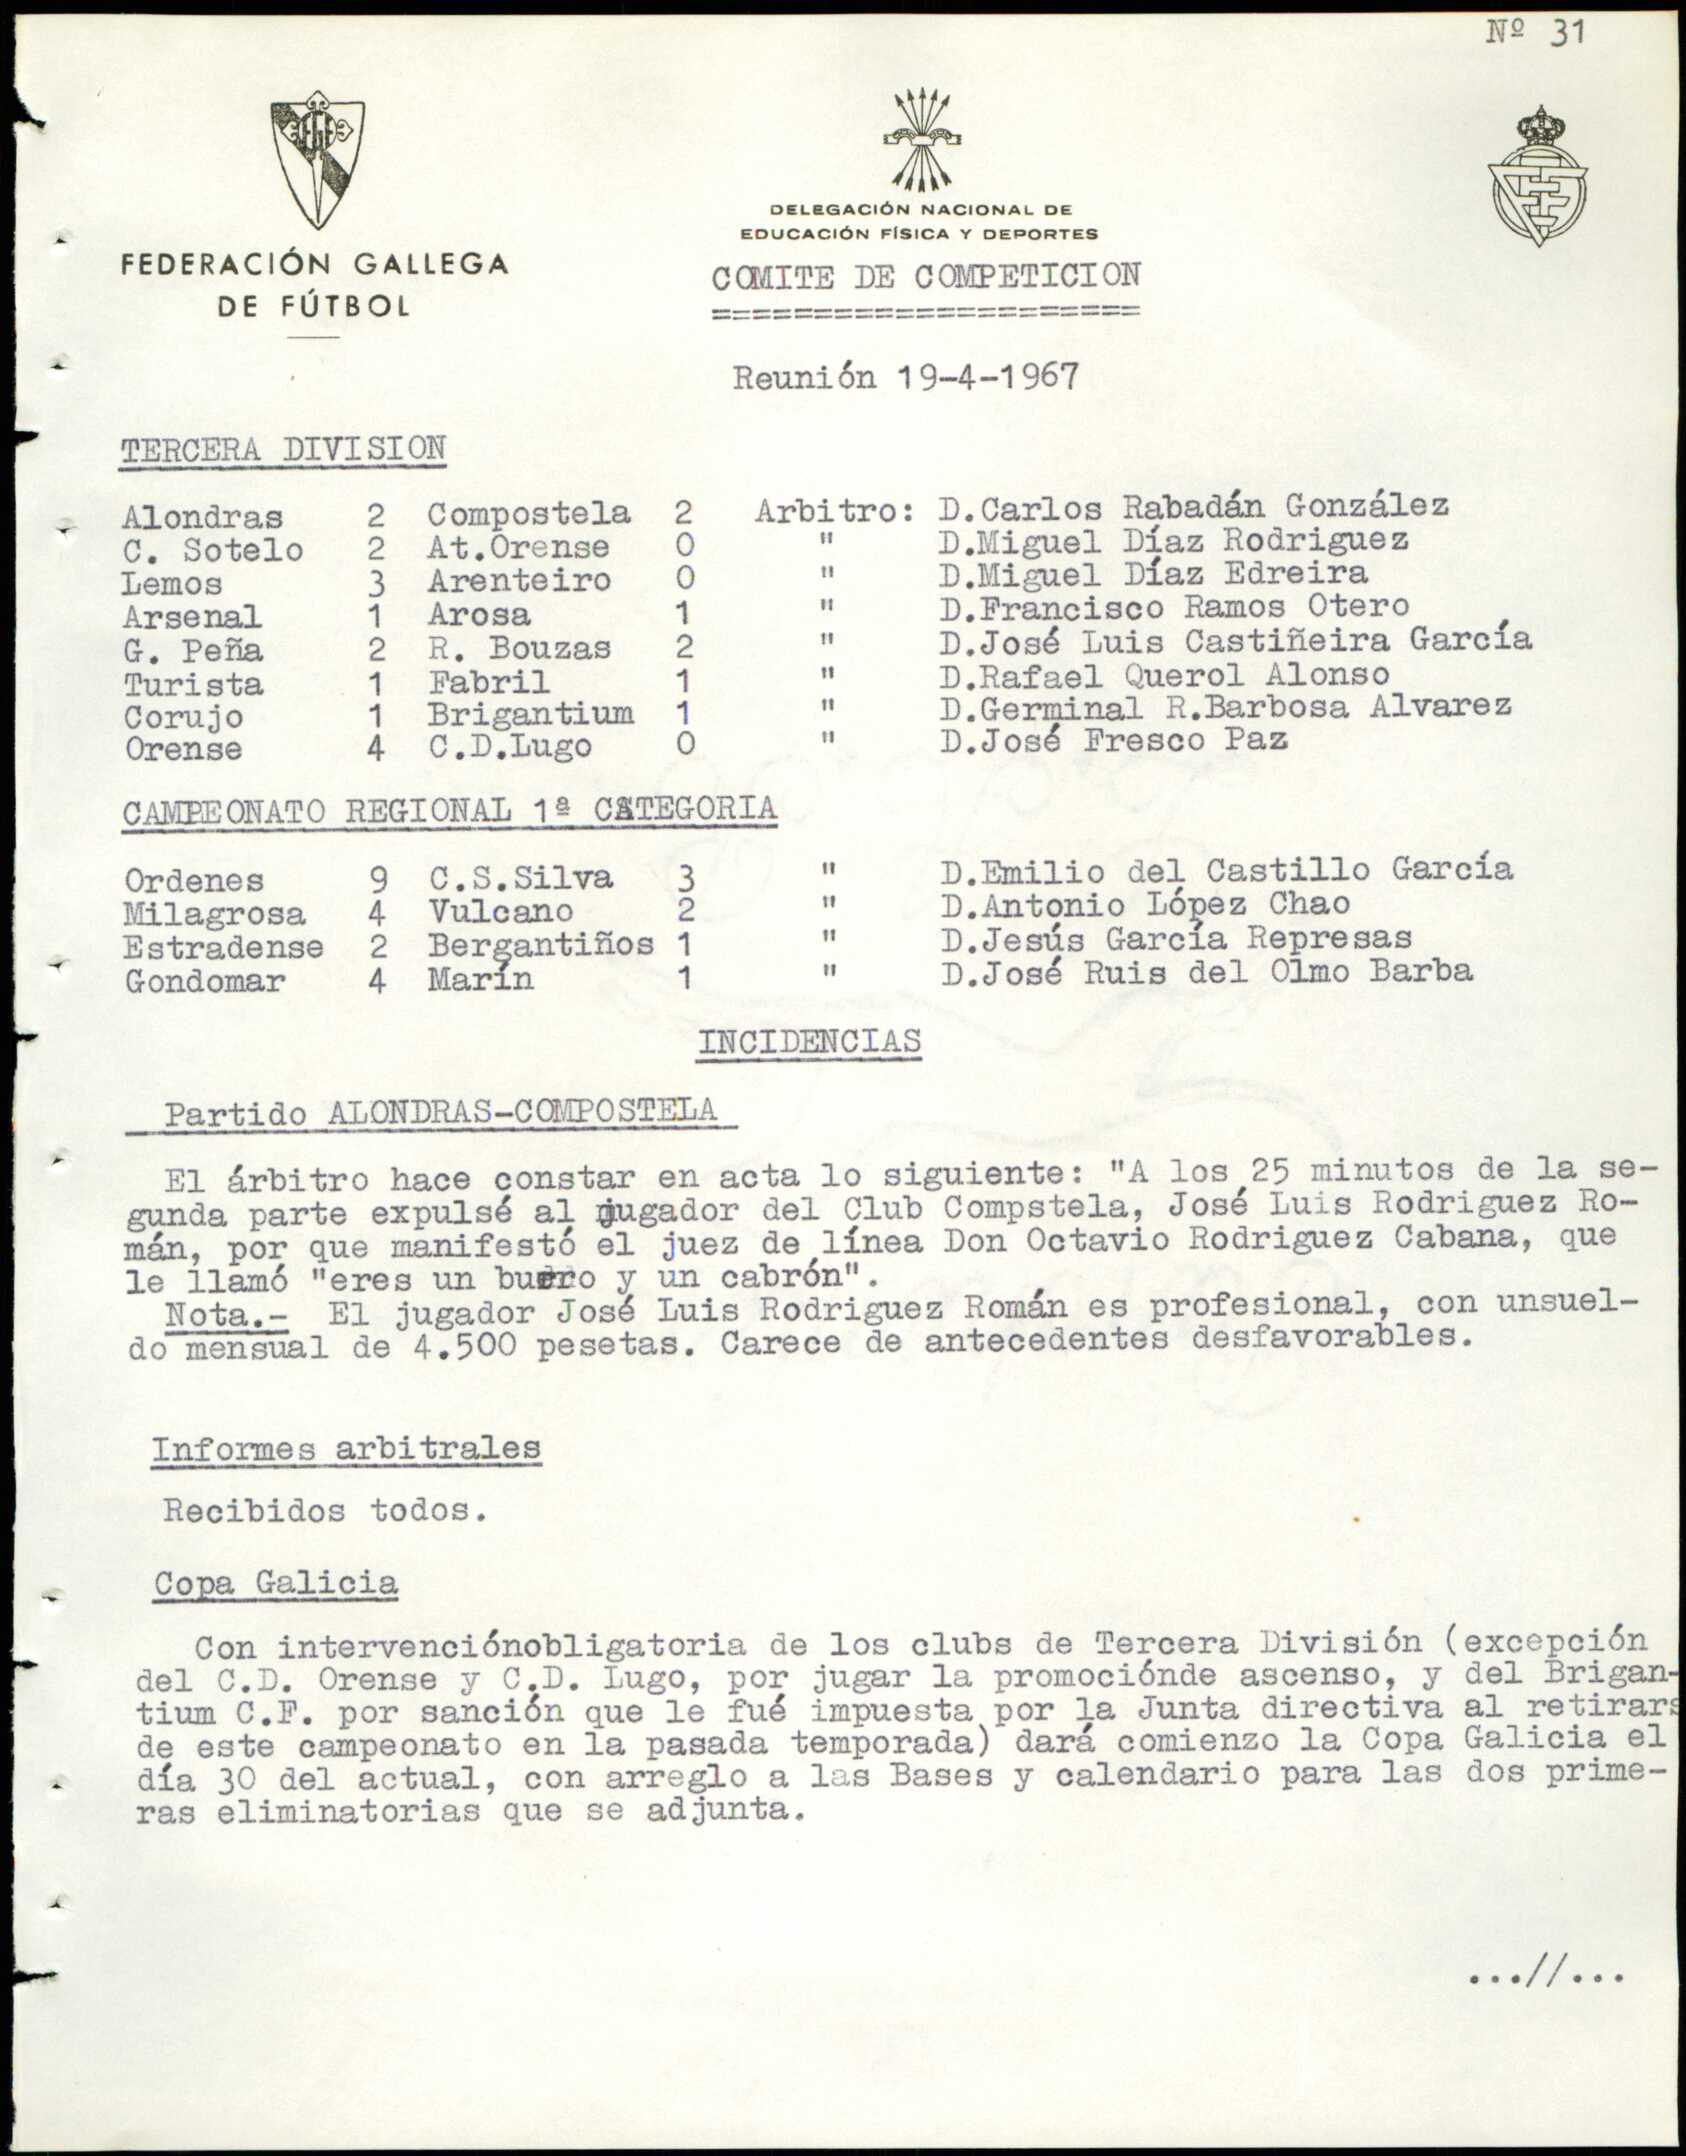 Nº 31
FEDERACIÓN GALLEGA
DE FÚTBOL
DELEGACIÓN NACIONAL DE
EDUCACIÓN FÍSICA Y DEPORTES
COMITE DE COMPETICION
=====================
Reunión 19-4-1967
TERCERA DIVISION
Alondras 2 Compostela 2 Arbitro: D.Carlos Rabadán González
C. Sotelo 2 At.Orense 0 " D.Miguel Díaz Rodriguez
Lemos 3 Arenteiro 0 " D.Miguel Díaz Edreira
Arsenal 1 Arosa 1 " D.Francisco Ramos Otero
G. Peña 2 R. Bouzas 2 " D.José Luis Castiñeira García
Turista 1 Fabril 1 " D.Rafael Querol Alonso
Corujo 1 Brigantium 1 " D.Germinal R.Barbosa Alvarez
Orense 4 C.D.Lugo 0 " D.José Fresco Paz
CAMPEONATO REGIONAL 1ª CATEGORIA
Ordenes 9 C.S.Silva 3 " D.Emilio del Castillo García
Milagrosa 4 Vulcano 2 " D.Antonio López Chao
Estradense 2 Bergantiños 1 " D.Jesús García Represas
Gondomar 4 Marín 1 " D.José Ruis del Olmo Barba
INCIDENCIAS
Partido ALONDRAS-COMPOSTELA
El árbitro hace constar en acta lo siguiente: "A los 25 minutos de la se-
gunda parte expulsé al jugador del Club Compstela, José Luis Rodriguez Ro-
mán, por que manifestó el juez de línea Don Octavio Rodriguez Cabana, que
le llamó "eres un burro y un cabrón".
Nota.- El jugador José Luis Rodriguez Román es profesional, con unsuel-
do mensual de 4.500 pesetas. Carece de antecedentes desfavorables.
Informes arbitrales
Recibidos todos.
Copa Galicia
Con intervenciónobligatoria de los clubs de Tercera División (excepción
del C.D. Orense y C.D. Lugo, por jugar la promociónde ascenso, y del Brigan-
tium C.F. por sanción que le fué impuesta por la Junta directiva al retirars
de este campeonato en la pasada temporada) dará comienzo la Copa Galicia el
día 30 del actual, con arreglo a las Bases y calendario para las dos prime-
ras eliminatorias que se adjunta.
...//...